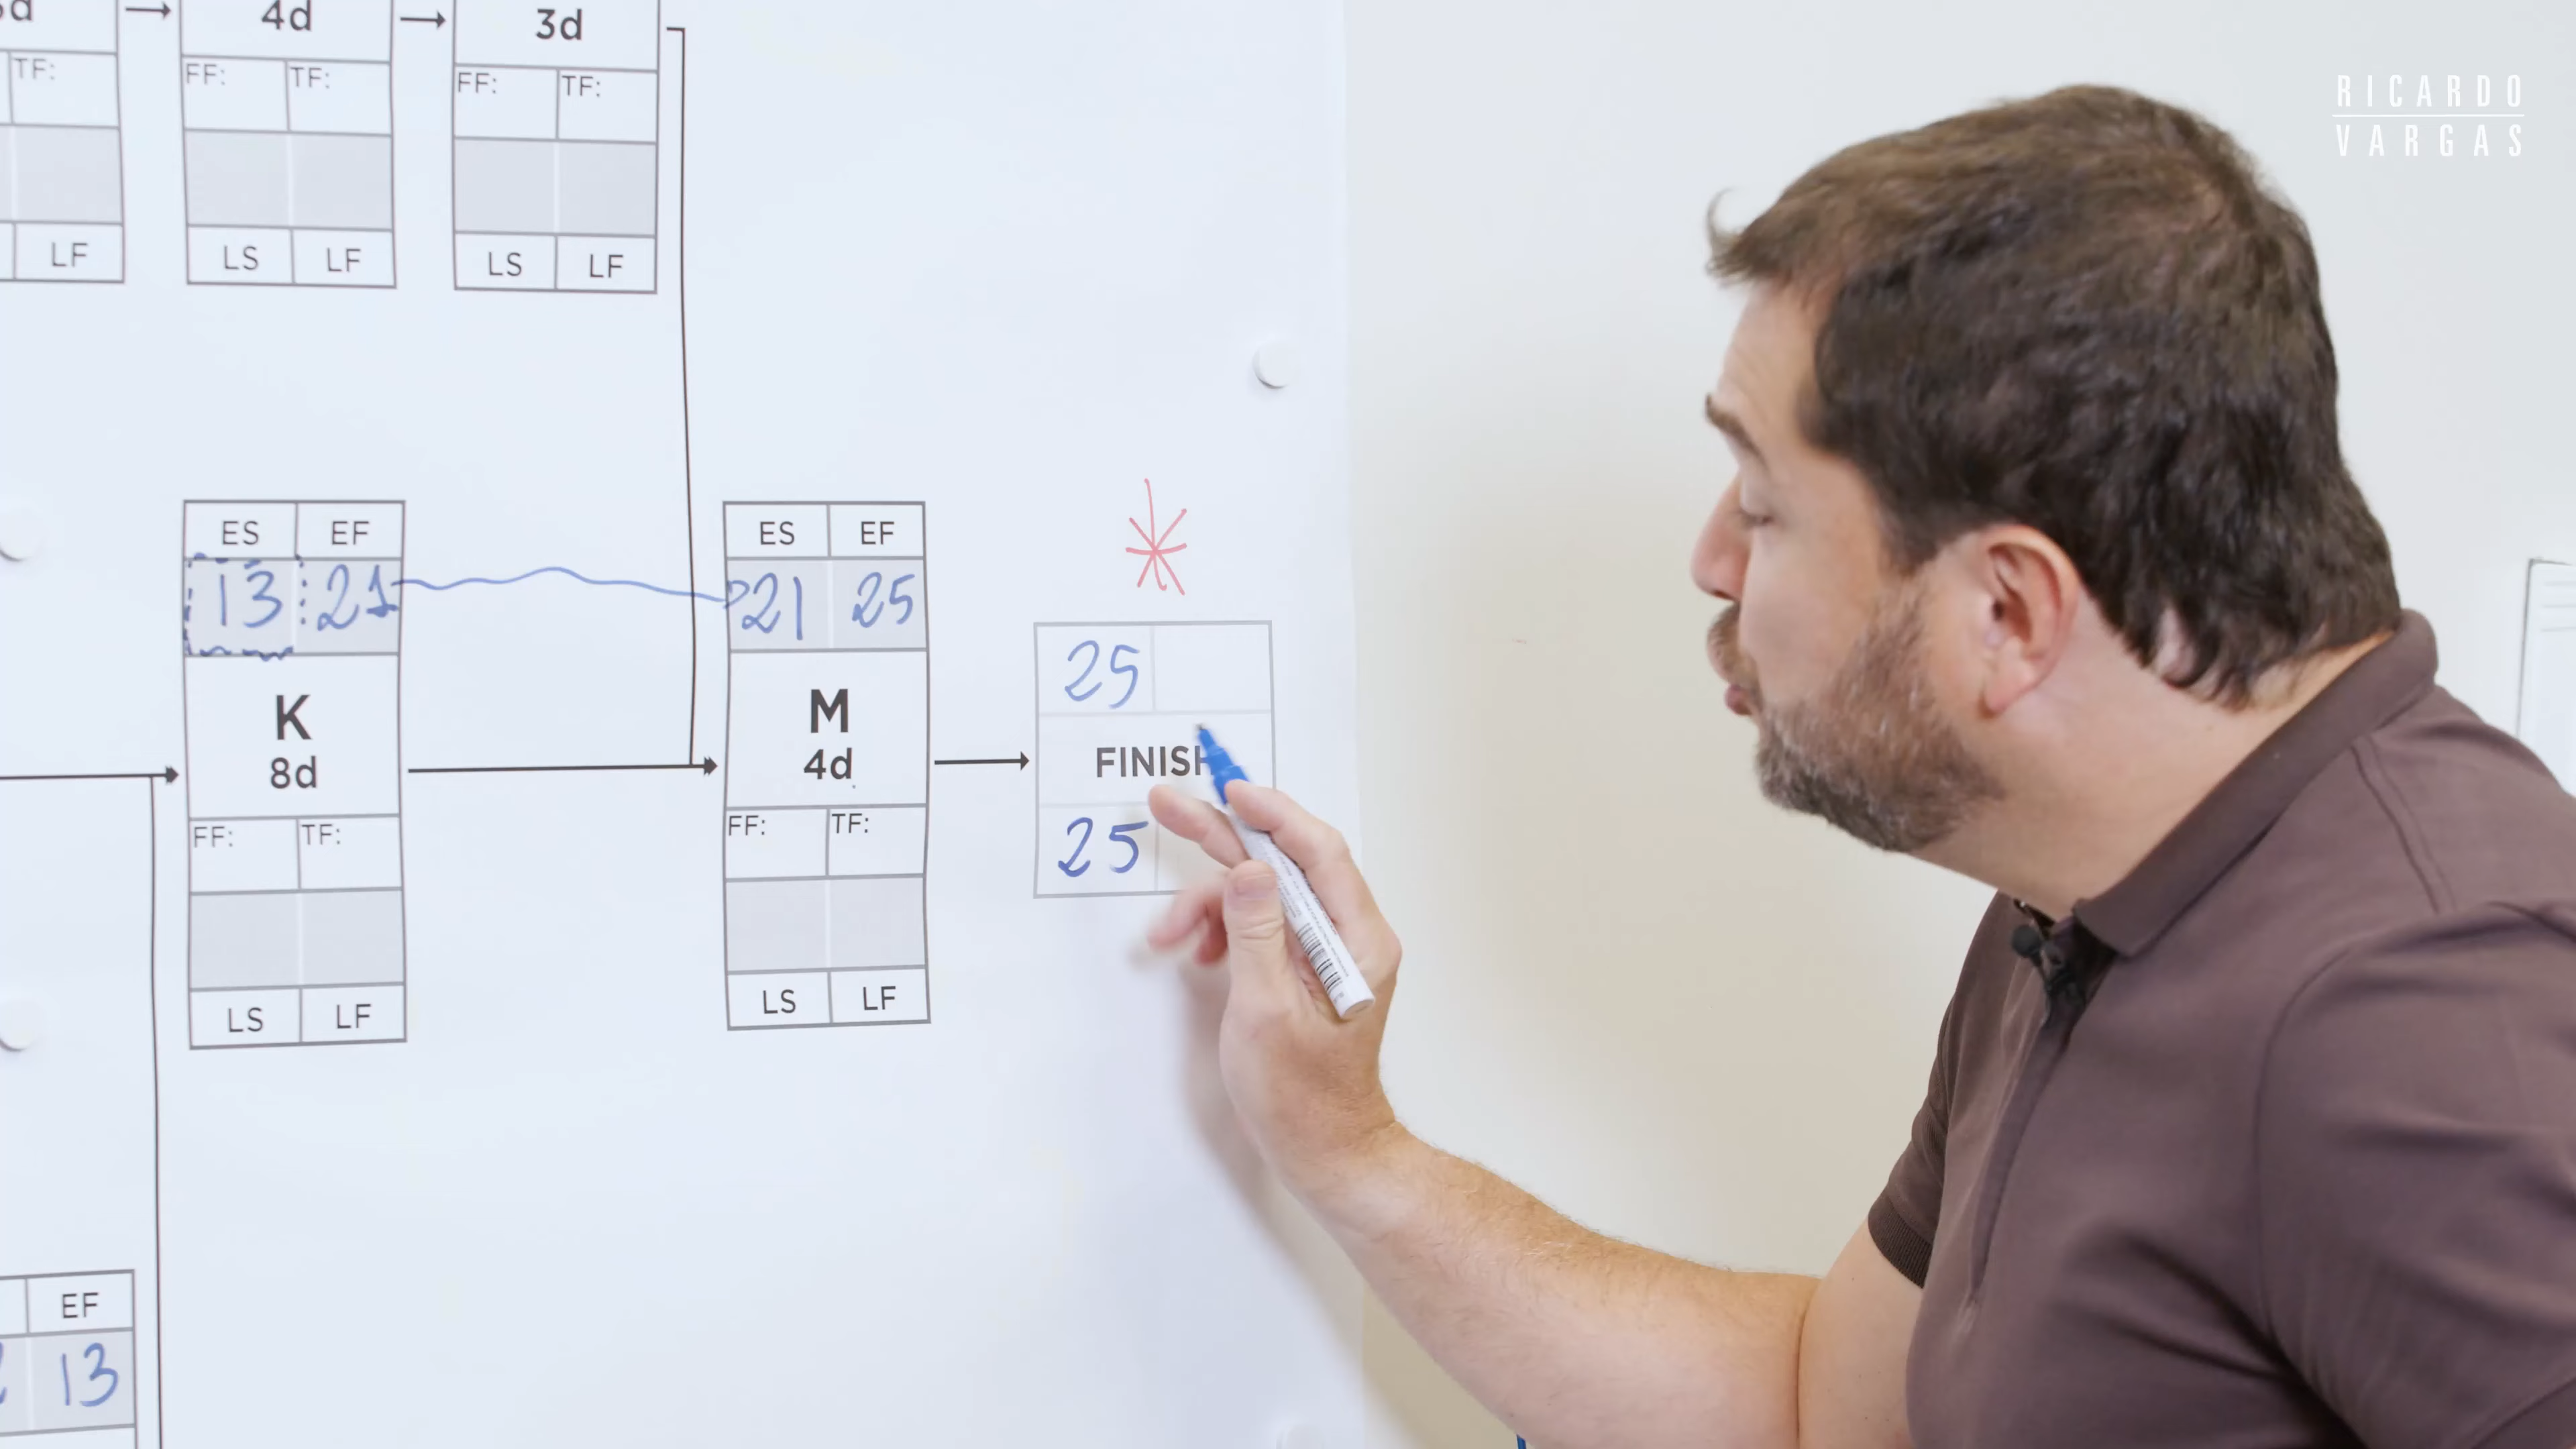 4d
3d
TF:
FF: TF:
FF: TF:
LF
LS LF
LS LF
RICARDO
VARGAS
ES EF
13 21
K
8d
FF: TF:
LS LF
ES EF
21 25
M
4d
FF: TF:
LS LF
25
FINISH
25
EF
13